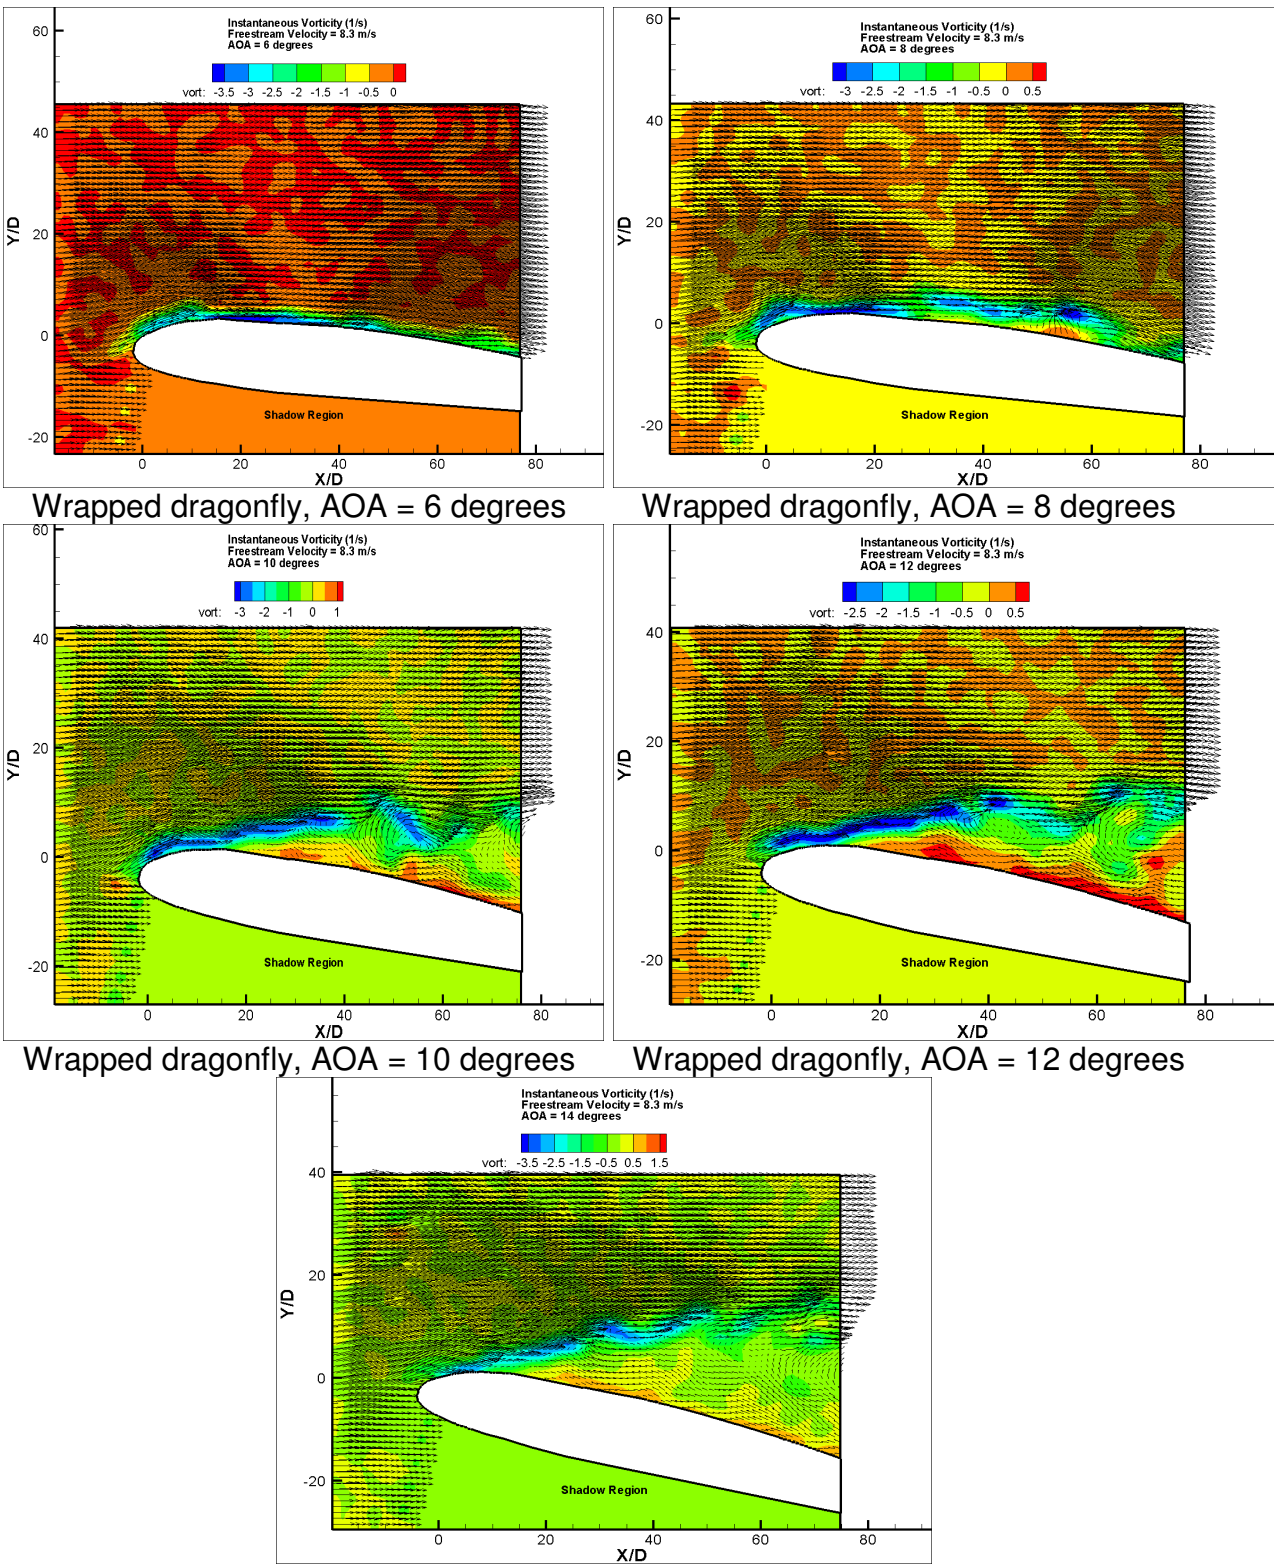 Instantaneous Vorticity (1/s)
Freestream Velocity = 8.3 m/s
AOA = 6 degrees
vort: -3.5 -3 -2.5 -2 -1.5 -1 -0.5 0
60
40
20
0
-20
Y/D
Shadow Region
0 20 40 60 80
X/D
Instantaneous Vorticity (1/s)
Freestream Velocity = 8.3 m/s
AOA = 8 degrees
vort: -3 -2.5 -2 -1.5 -1 -0.5 0 0.5
60
40
20
0
-20
Y/D
Shadow Region
0 20 40 60 80
X/D
Wrapped dragonfly, AOA = 6 degrees
Wrapped dragonfly, AOA = 8 degrees
Instantaneous Vorticity (1/s)
Freestream Velocity = 8.3 m/s
AOA = 10 degrees
vort: -3 -2 -1 0 1
60
40
20
0
-20
Y/D
Shadow Region
0 20 40 60 80
X/D
Instantaneous Vorticity (1/s)
Freestream Velocity = 8.3 m/s
AOA = 12 degrees
vort: -2.5 -2 -1.5 -1 -0.5 0 0.5
40
20
0
-20
Y/D
Shadow Region
0 20 40 60 80
X/D
Wrapped dragonfly, AOA = 10 degrees
Wrapped dragonfly, AOA = 12 degrees
Instantaneous Vorticity (1/s)
Freestream Velocity = 8.3 m/s
AOA = 14 degrees
vort: -3.5 -2.5 -1.5 -0.5 0.5 1.5
40
20
0
-20
Y/D
Shadow Region
0 20 40 60 80
X/D